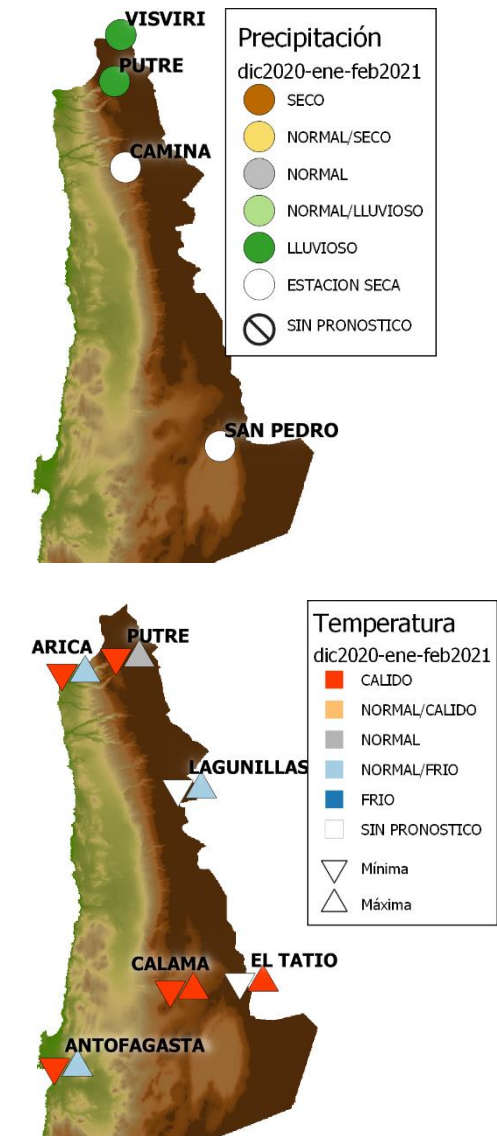 VISVIRI
PUTRE
CAMINA
SAN PEDRO
Precipitación
dic2020-ene-feb2021
SECO
NORMAL/SECO
NORMAL
NORMAL/LLUVIOSO
LLUVIOSO
ESTACION SECA
SIN PRONOSTICO
ARICA
PUTRE
LAGUNILLAS
CALAMA
EL TATIO
ANTOFAGASTA
Temperatura
dic2020-ene-feb2021
CALIDO
NORMAL/CALIDO
NORMAL
NORMAL/FRIO
FRIO
SIN PRONOSTICO
Mínima
Máxima